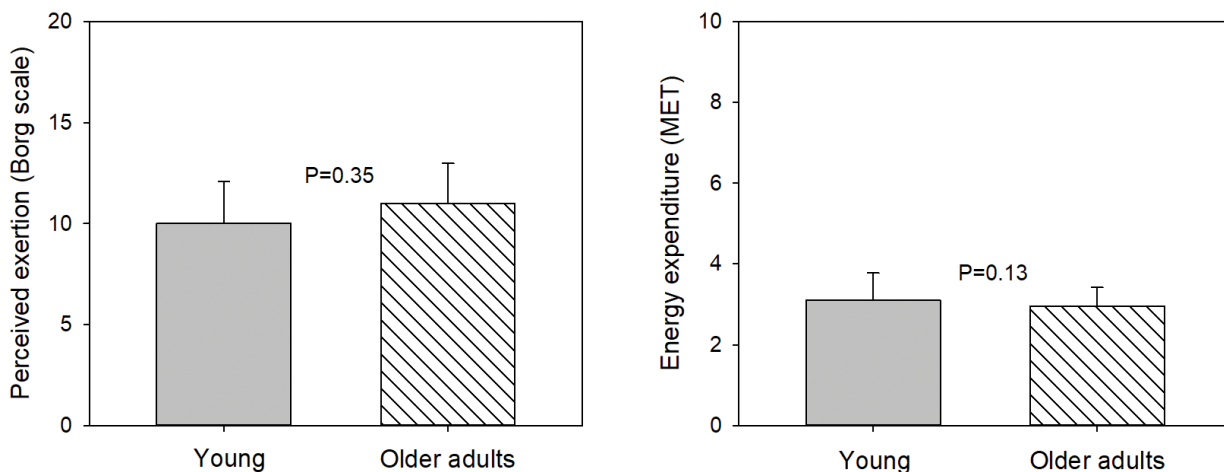 Perceived exertion (Borg scale)
20
15
10
5
0
P=0.35
Young
Older adults
Energy expenditure (MET)
10
8
6
4
2
0
P=0.13
Young
Older adults